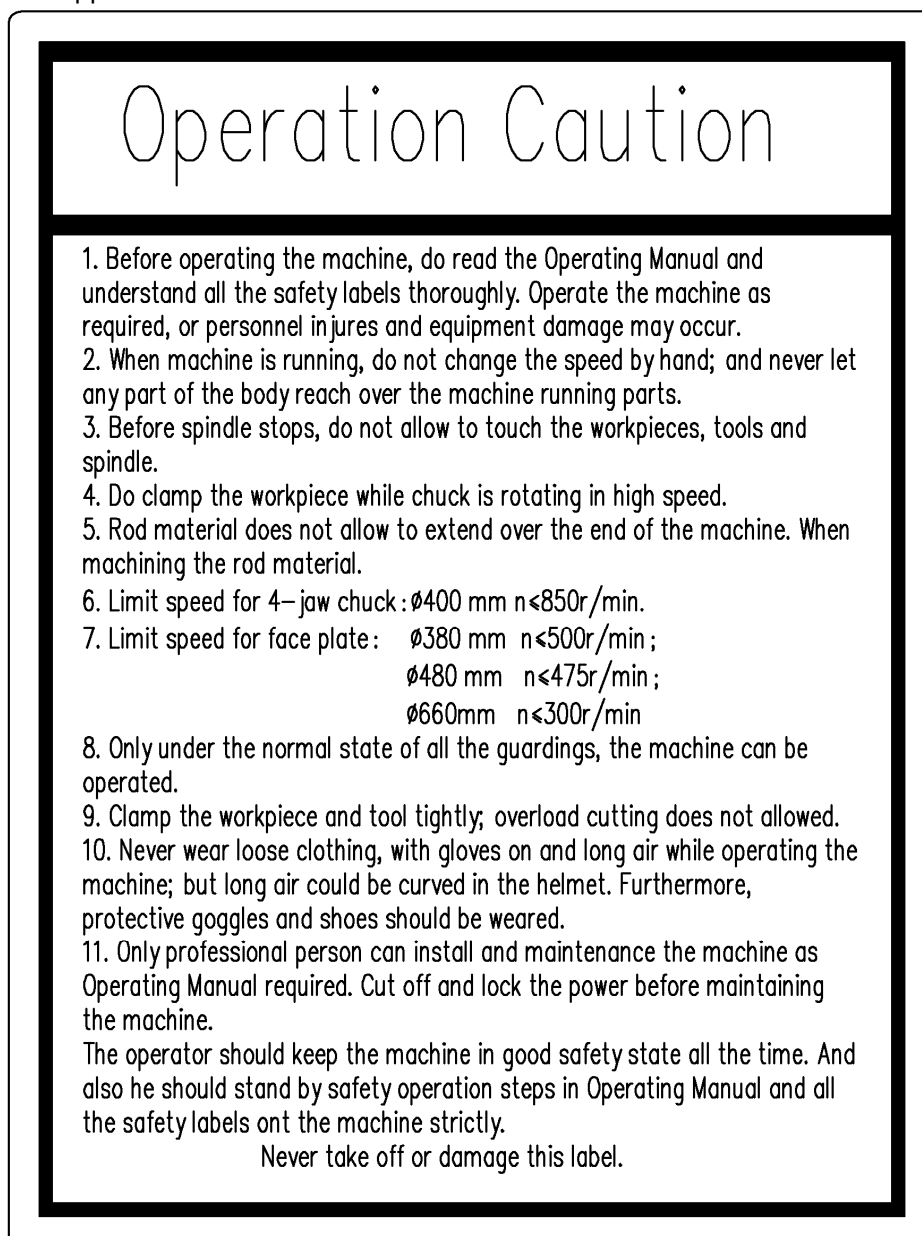 Operation Caution
1. Before operating the machine, do read the Operating Manual and
understand all the safety labels thoroughly. Operate the machine as
required, or personnel injures and equipment damage may occur.
2. When machine is running, do not change the speed by hand; and never let
any part of the body reach over the machine running parts.
3. Before spindle stops, do not allow to touch the workpieces, tools and
spindle.
4. Do clamp the workpiece while chuck is rotating in high speed.
5. Rod material does not allow to extend over the end of the machine. When
machining the rod material.
6. Limit speed for 4-jaw chuck: ø400 mm n≤850r/min.
7. Limit speed for face plate: ø380 mm n≤500r/min;
ø480 mm n≤475r/min;
ø660mm n≤300r/min
8. Only under the normal state of all the guardings, the machine can be
operated.
9. Clamp the workpiece and tool tightly; overload cutting does not allowed.
10. Never wear loose clothing, with gloves on and long air while operating the
machine; but long air could be curved in the helmet. Furthermore,
protective goggles and shoes should be weared.
11. Only professional person can install and maintenance the machine as
Operating Manual required. Cut off and lock the power before maintaining
the machine.
The operator should keep the machine in good safety state all the time. And
also he should stand by safety operation steps in Operating Manual and all
the safety labels ont the machine strictly.
Never take off or damage this label.